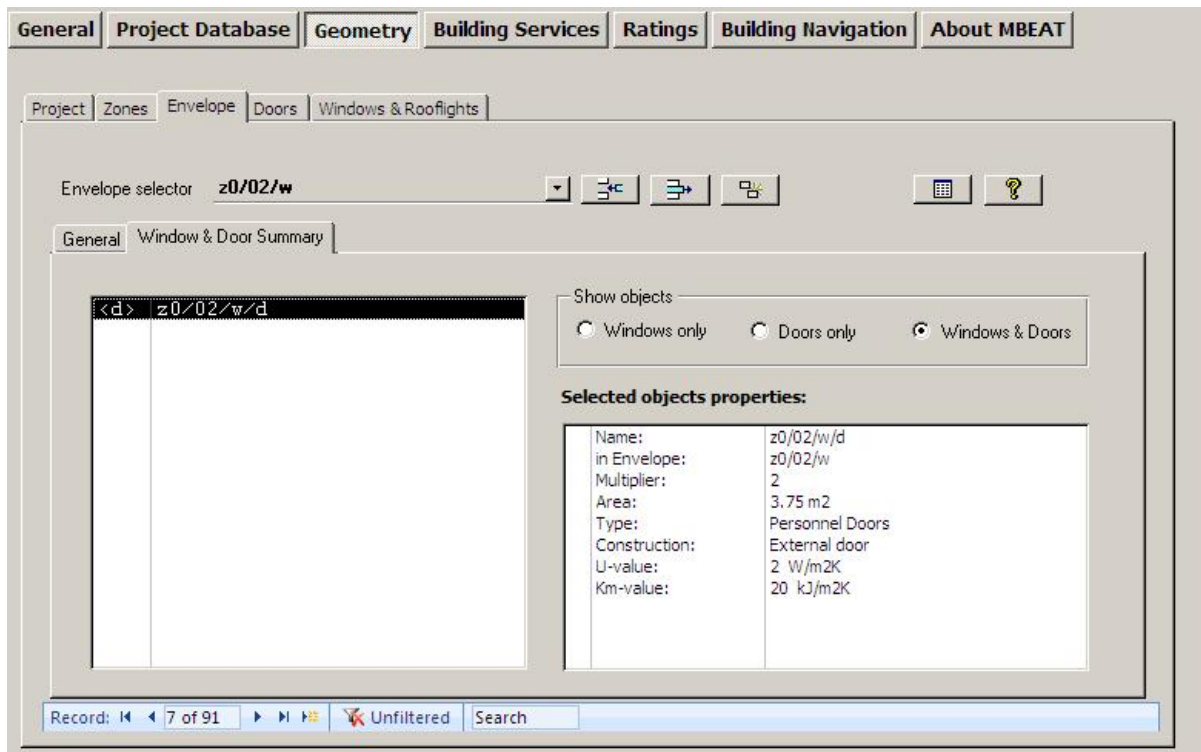 General Project Database Geometry Building Services Ratings Building Navigation About MBEAT
Project Zones Envelope Doors Windows & Rooflights
Envelope selector z0/02/w
General Window & Door Summary
<d> z0/02/w/d
Show objects
Windows only Doors only Windows & Doors
Selected objects properties:
Name: z0/02/w/d
in Envelope: z0/02/w
Multiplier: 2
Area: 3.75 m2
Type: Personnel Doors
Construction: External door
U-value: 2 W/m2K
Km-value: 20 kJ/m2K
Record: 7 of 91 Unfiltered Search